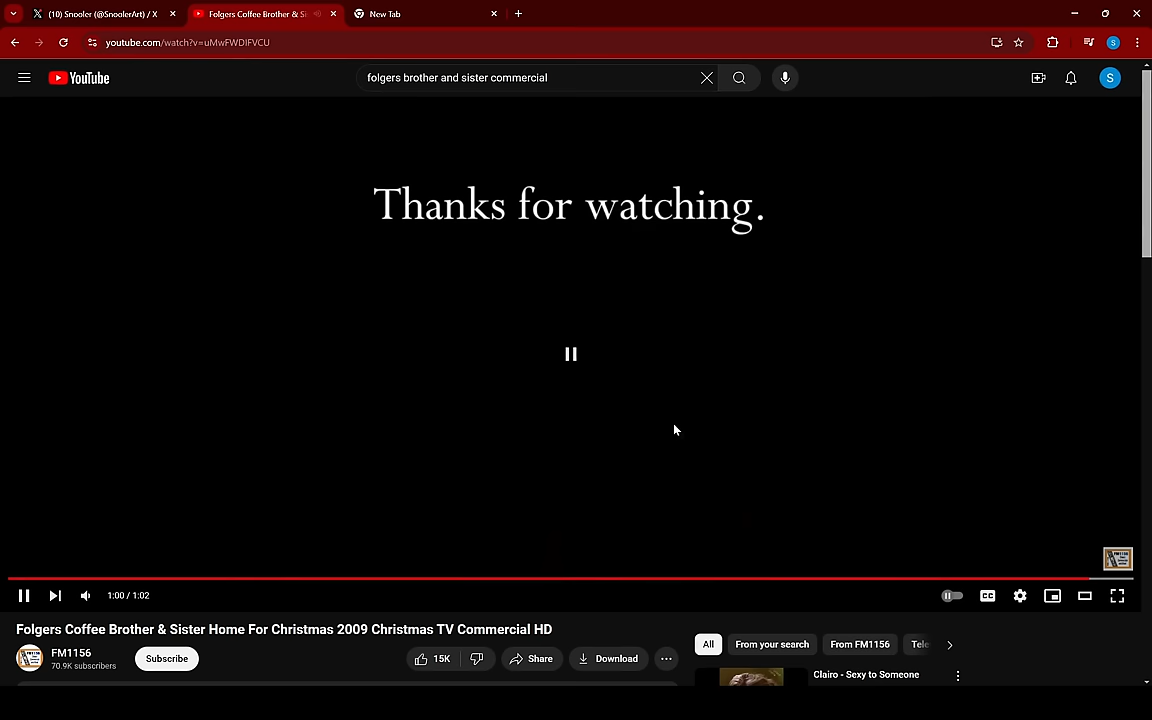 (10) Snooler (@SnoolerArt) / X
Folgers Coffee Brother & Si
New Tab
youtube.com/watch?v=uMwFWDIFVCU
S
YouTube
folgers brother and sister commercial
S
Thanks for watching.
FM1156
1:00 / 1:02
CC
Folgers Coffee Brother & Sister Home For Christmas 2009 Christmas TV Commercial HD
FM1156
70.9K subscribers
Subscribe
15K
Share
Download
All
From your search
From FM1156
Tele
Clairo - Sexy to Someone